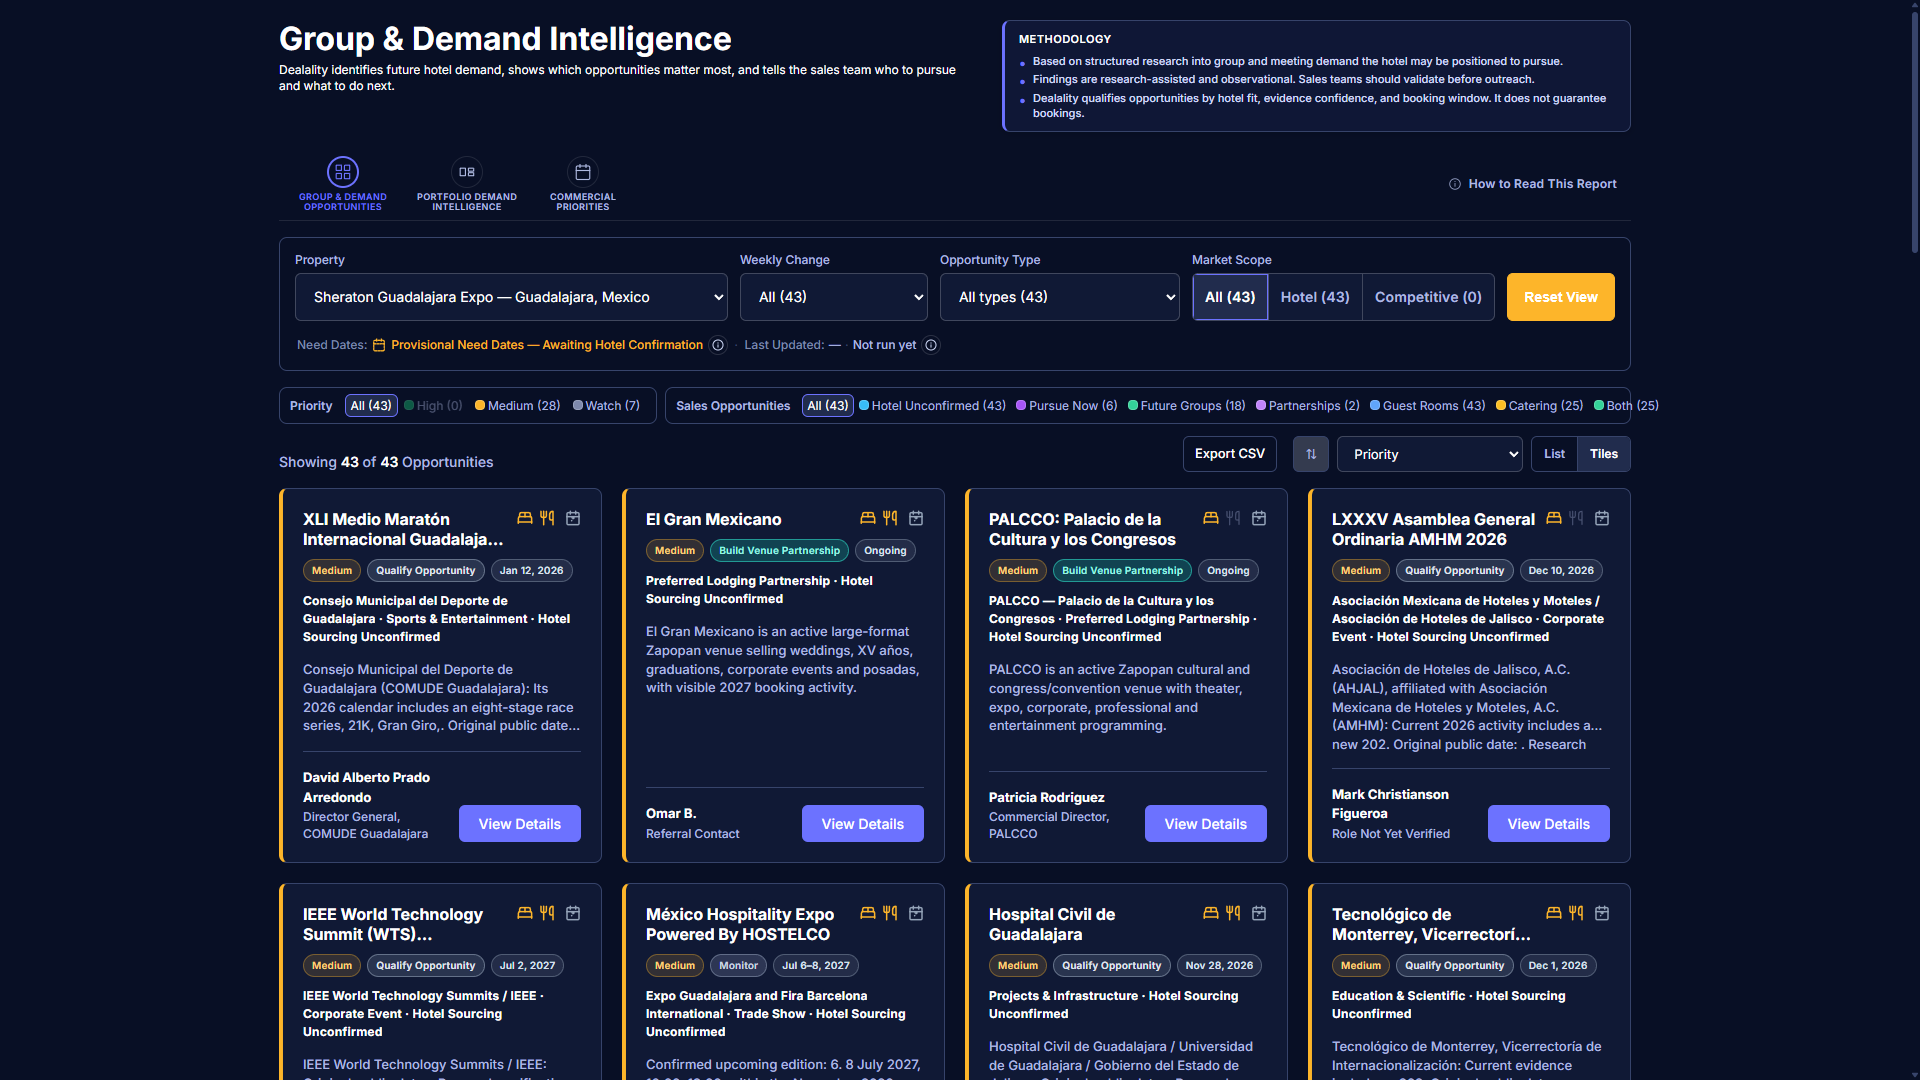 Group & Demand Intelligence
Dealality identifies future hotel demand, shows which opportunities matter most, and tells the sales team who to pursue
and what to do next.
METHODOLOGY
Based on structured research into group and meeting demand the hotel may be positioned to pursue.
Findings are research-assisted and observational. Sales teams should validate before outreach.
Dealality qualifies opportunities by hotel fit, evidence confidence, and booking window. It does not guarantee
bookings.
GROUP & DEMAND
OPPORTUNITIES
PORTFOLIO DEMAND
INTELLIGENCE
COMMERCIAL
PRIORITIES
How to Read This Report
Property
Weekly Change
Opportunity Type
Market Scope
Sheraton Guadalajara Expo — Guadalajara, Mexico
All (43)
All types (43)
All (43)
Hotel (43)
Competitive (0)
Reset View
Need Dates: Provisional Need Dates — Awaiting Hotel Confirmation · Last Updated: — · Not run yet
Priority All (43) High (0) Medium (28) Watch (7)
Sales Opportunities All (43) Hotel Unconfirmed (43) Pursue Now (6) Future Groups (18) Partnerships (2) Guest Rooms (43) Catering (25) Both (25)
Showing 43 of 43 Opportunities
Export CSV
Priority
List
Tiles
XLI Medio Maratón
Internacional Guadalaja...
Medium
Qualify Opportunity
Jan 12, 2026
Consejo Municipal del Deporte de
Guadalajara · Sports & Entertainment · Hotel
Sourcing Unconfirmed
Consejo Municipal del Deporte de
Guadalajara (COMUDE Guadalajara): Its
2026 calendar includes an eight-stage race
series, 21K, Gran Giro,. Original public date...
David Alberto Prado
Arredondo
Director General,
COMUDE Guadalajara
View Details
El Gran Mexicano
Medium
Build Venue Partnership
Ongoing
Preferred Lodging Partnership · Hotel
Sourcing Unconfirmed
El Gran Mexicano is an active large-format
Zapopan venue selling weddings, XV años,
graduations, corporate events and posadas,
with visible 2027 booking activity.
Omar B.
Referral Contact
View Details
PALCCO: Palacio de la
Cultura y los Congresos
Medium
Build Venue Partnership
Ongoing
PALCCO — Palacio de la Cultura y los
Congresos · Preferred Lodging Partnership ·
Hotel Sourcing Unconfirmed
PALCCO is an active Zapopan cultural and
congress/convention venue with theater,
expo, corporate, professional and
entertainment programming.
Patricia Rodriguez
Commercial Director,
PALCCO
View Details
LXXXV Asamblea General
Ordinaria AMHM 2026
Medium
Qualify Opportunity
Dec 10, 2026
Asociación Mexicana de Hoteles y Moteles /
Asociación de Hoteles de Jalisco · Corporate
Event · Hotel Sourcing Unconfirmed
Asociación de Hoteles de Jalisco, A.C.
(AHJAL), affiliated with Asociación
Mexicana de Hoteles y Moteles, A.C.
(AMHM): Current 2026 activity includes a...
new 202. Original public date: . Research
Mark Christianson
Figueroa
Role Not Yet Verified
View Details
IEEE World Technology
Summit (WTS)...
Medium
Qualify Opportunity
Jul 2, 2027
IEEE World Technology Summits / IEEE ·
Corporate Event · Hotel Sourcing
Unconfirmed
IEEE World Technology Summits / IEEE:
México Hospitality Expo
Powered By HOSTELCO
Medium
Monitor
Jul 6–8, 2027
Expo Guadalajara and Fira Barcelona
International · Trade Show · Hotel Sourcing
Unconfirmed
Confirmed upcoming edition: 6. 8 July 2027,
Hospital Civil de
Guadalajara
Medium
Qualify Opportunity
Nov 28, 2026
Projects & Infrastructure · Hotel Sourcing
Unconfirmed
Hospital Civil de Guadalajara / Universidad
de Guadalajara / Gobierno del Estado de
Tecnológico de
Monterrey, Vicerrectorí...
Medium
Qualify Opportunity
Dec 1, 2026
Education & Scientific · Hotel Sourcing
Unconfirmed
Tecnológico de Monterrey, Vicerrectoría de
Internacionalización: Current evidence